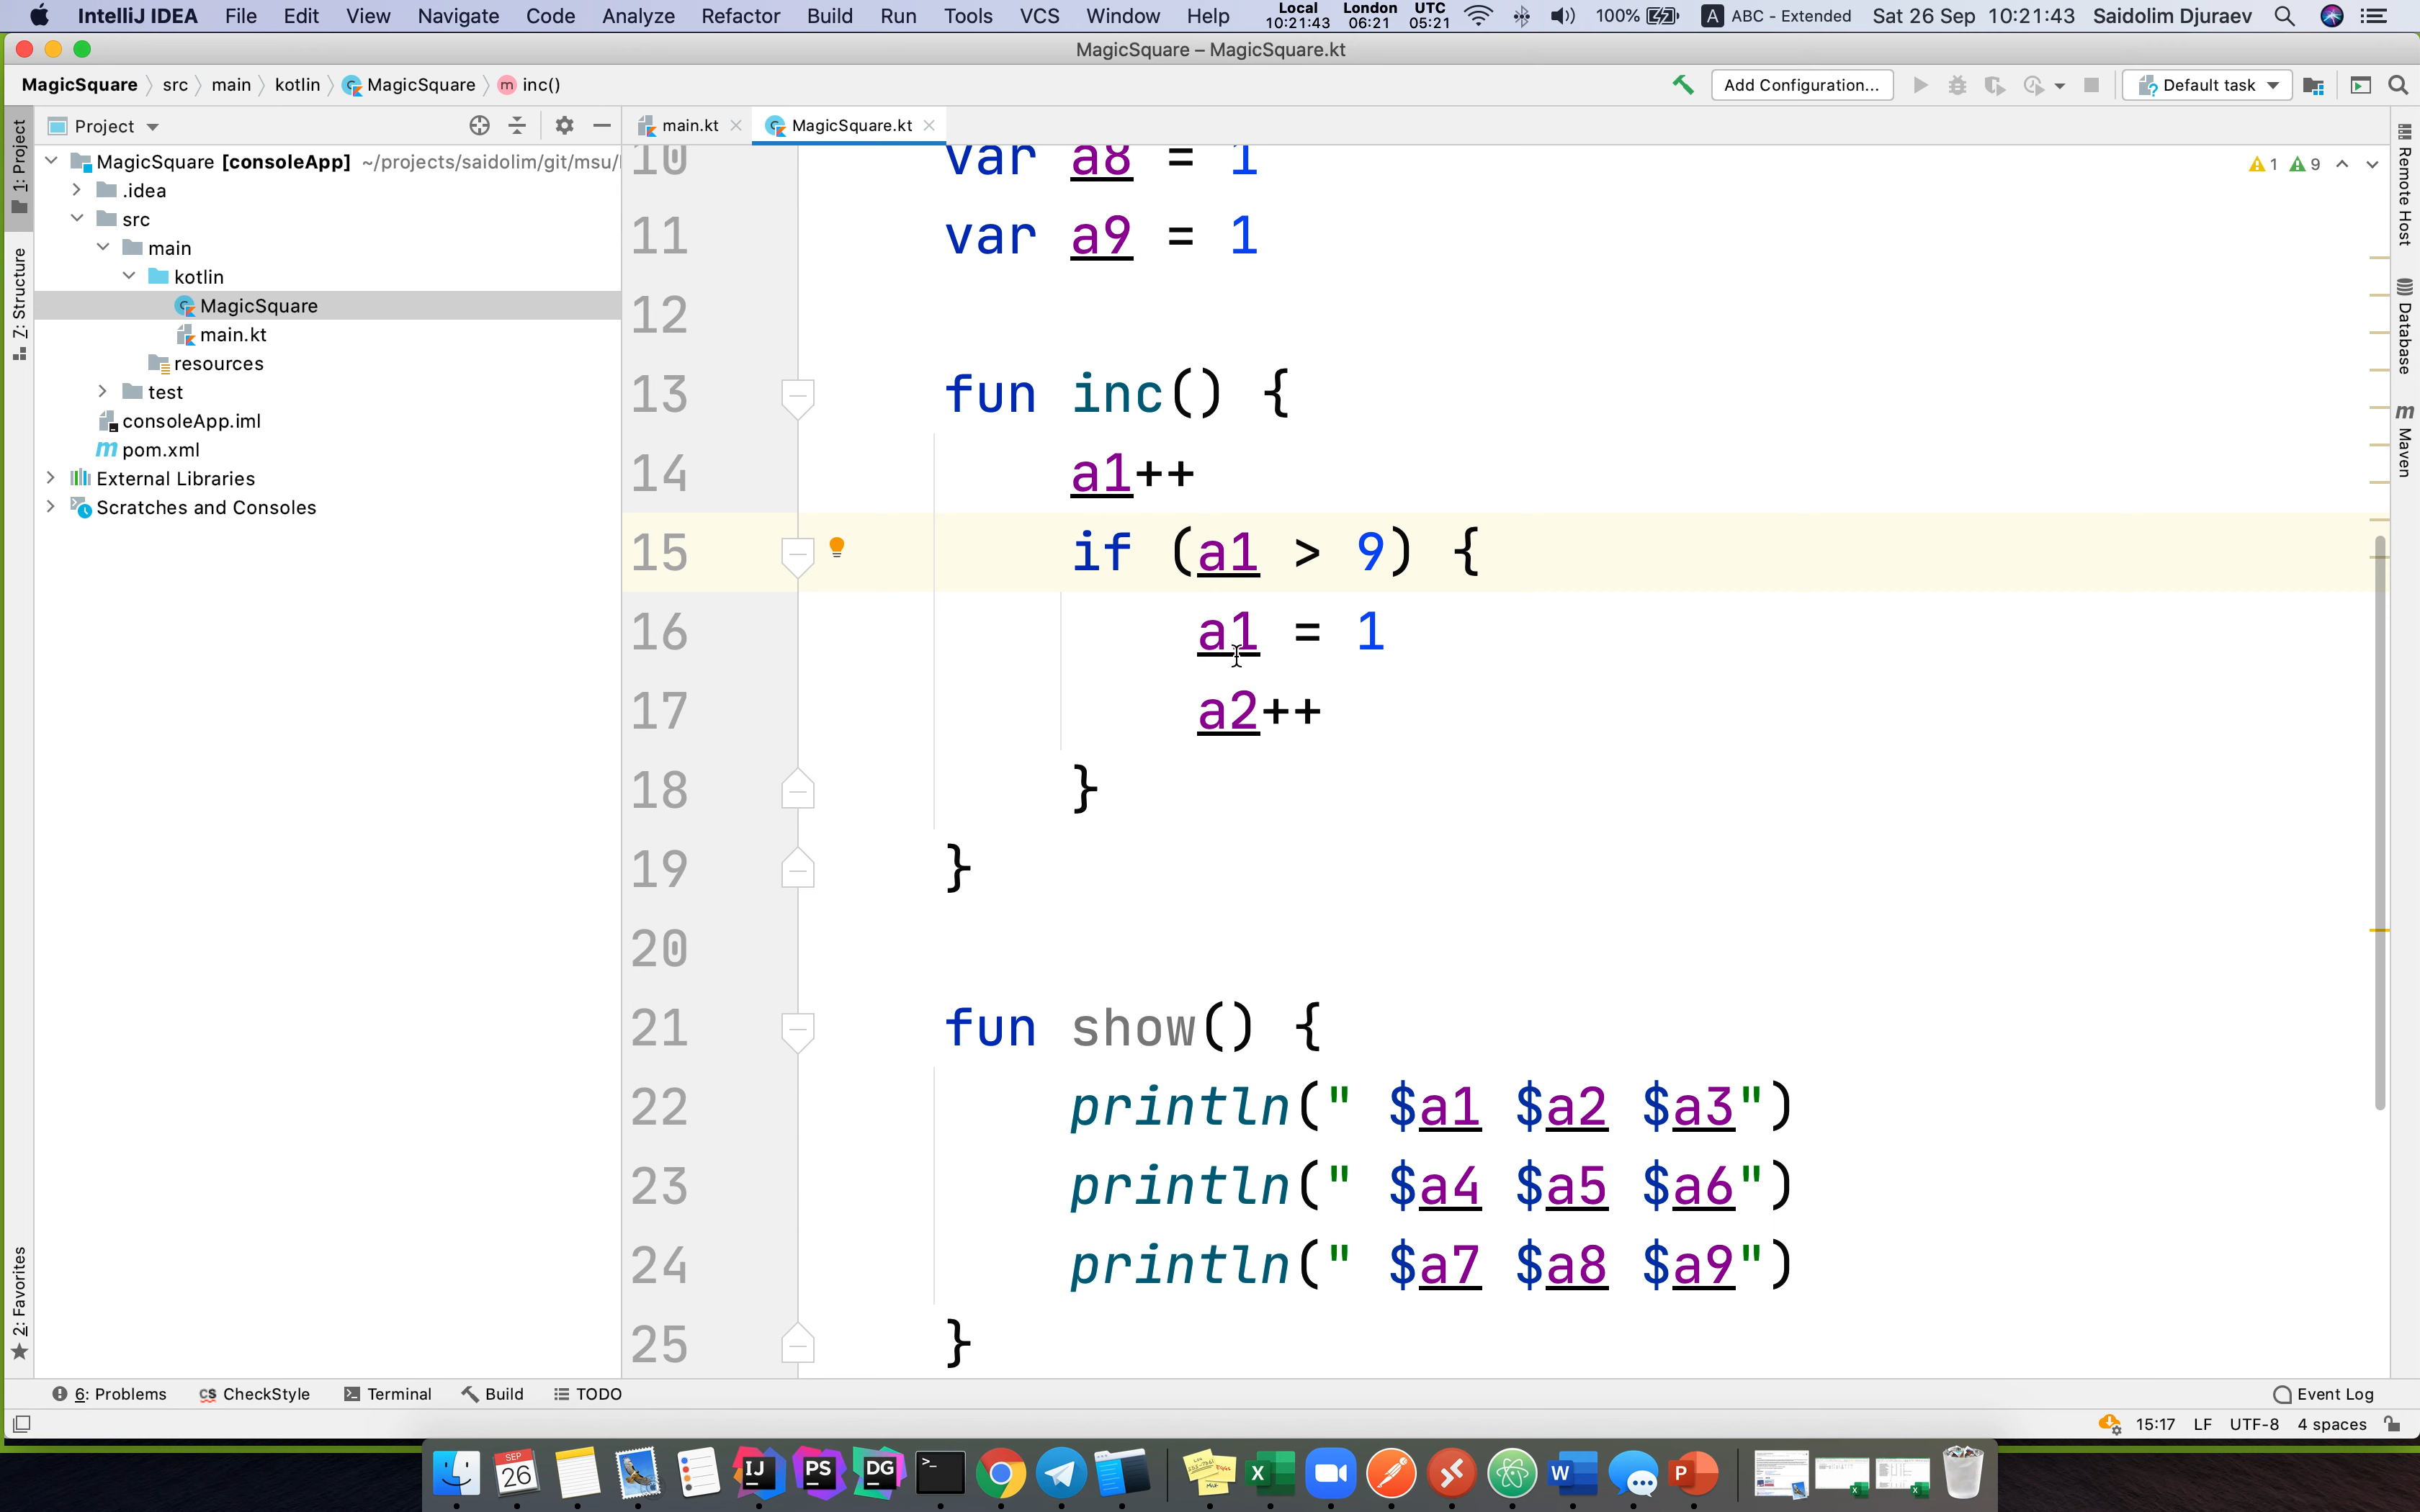 IntelliJ IDEA File Edit View Navigate Code Analyze Refactor Build Run Tools VCS Window Help Local 10:21:43 London 06:21 UTC 05:21 100% A ABC - Extended Sat 26 Sep 10:21:43 Saidolim Djuraev
MagicSquare – MagicSquare.kt
MagicSquare src main kotlin MagicSquare m inc() Add Configuration... Default task
Project main.kt MagicSquare.kt
MagicSquare [consoleApp] ~/projects/saidolim/git/msu/
.idea
src
main
kotlin
MagicSquare
main.kt
resources
test
consoleApp.iml
m pom.xml
External Libraries
Scratches and Consoles
1: Project
Z: Structure
2: Favorites
1 9
10 var a8 = 1
11 var a9 = 1
12
13 fun inc() {
14 a1++
15 if (a1 > 9) {
16 a1 = 1
17 a2++
18 }
19 }
20
21 fun show() {
22 println(" $a1 $a2 $a3")
23 println(" $a4 $a5 $a6")
24 println(" $a7 $a8 $a9")
25 }
Remote Host
Database
m Maven
6: Problems CS CheckStyle Terminal Build TODO Event Log
15:17 LF UTF-8 4 spaces
SEP 26 IJ PS DG >_ X W P